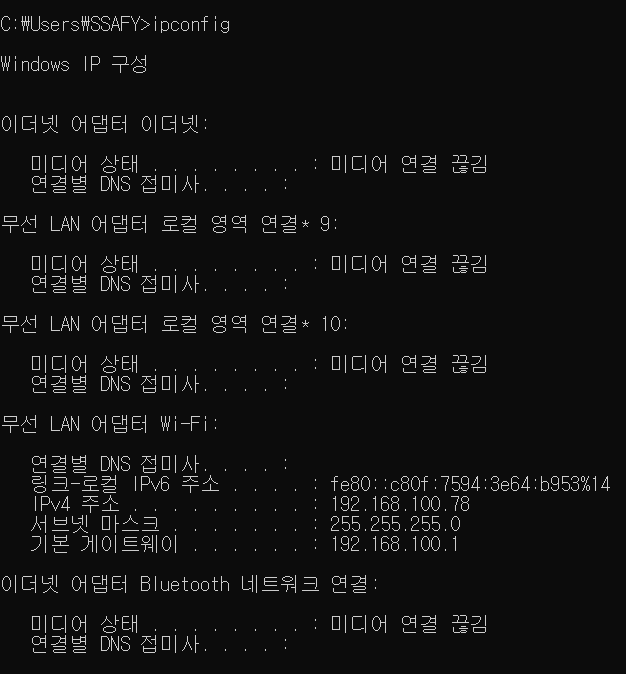 C:₩Users₩SSAFY>ipconfig
Windows IP 구성
이더넷 어댑터 이더넷:
미디어 상태 . . . . . . . . : 미디어 연결 끊김
연결별 DNS 접미사. . . . :
무선 LAN 어댑터 로컬 영역 연결* 9:
미디어 상태 . . . . . . . . : 미디어 연결 끊김
연결별 DNS 접미사. . . . :
무선 LAN 어댑터 로컬 영역 연결* 10:
미디어 상태 . . . . . . . . : 미디어 연결 끊김
연결별 DNS 접미사. . . . :
무선 LAN 어댑터 Wi-Fi:
연결별 DNS 접미사. . . . :
링크-로컬 IPv6 주소 . . . . : fe80::c80f:7594:3e64:b953%14
IPv4 주소 . . . . . . . . . : 192.168.100.78
서브넷 마스크 . . . . . . . : 255.255.255.0
기본 게이트웨이 . . . . . . : 192.168.100.1
이더넷 어댑터 Bluetooth 네트워크 연결:
미디어 상태 . . . . . . . . : 미디어 연결 끊김
연결별 DNS 접미사. . . . :